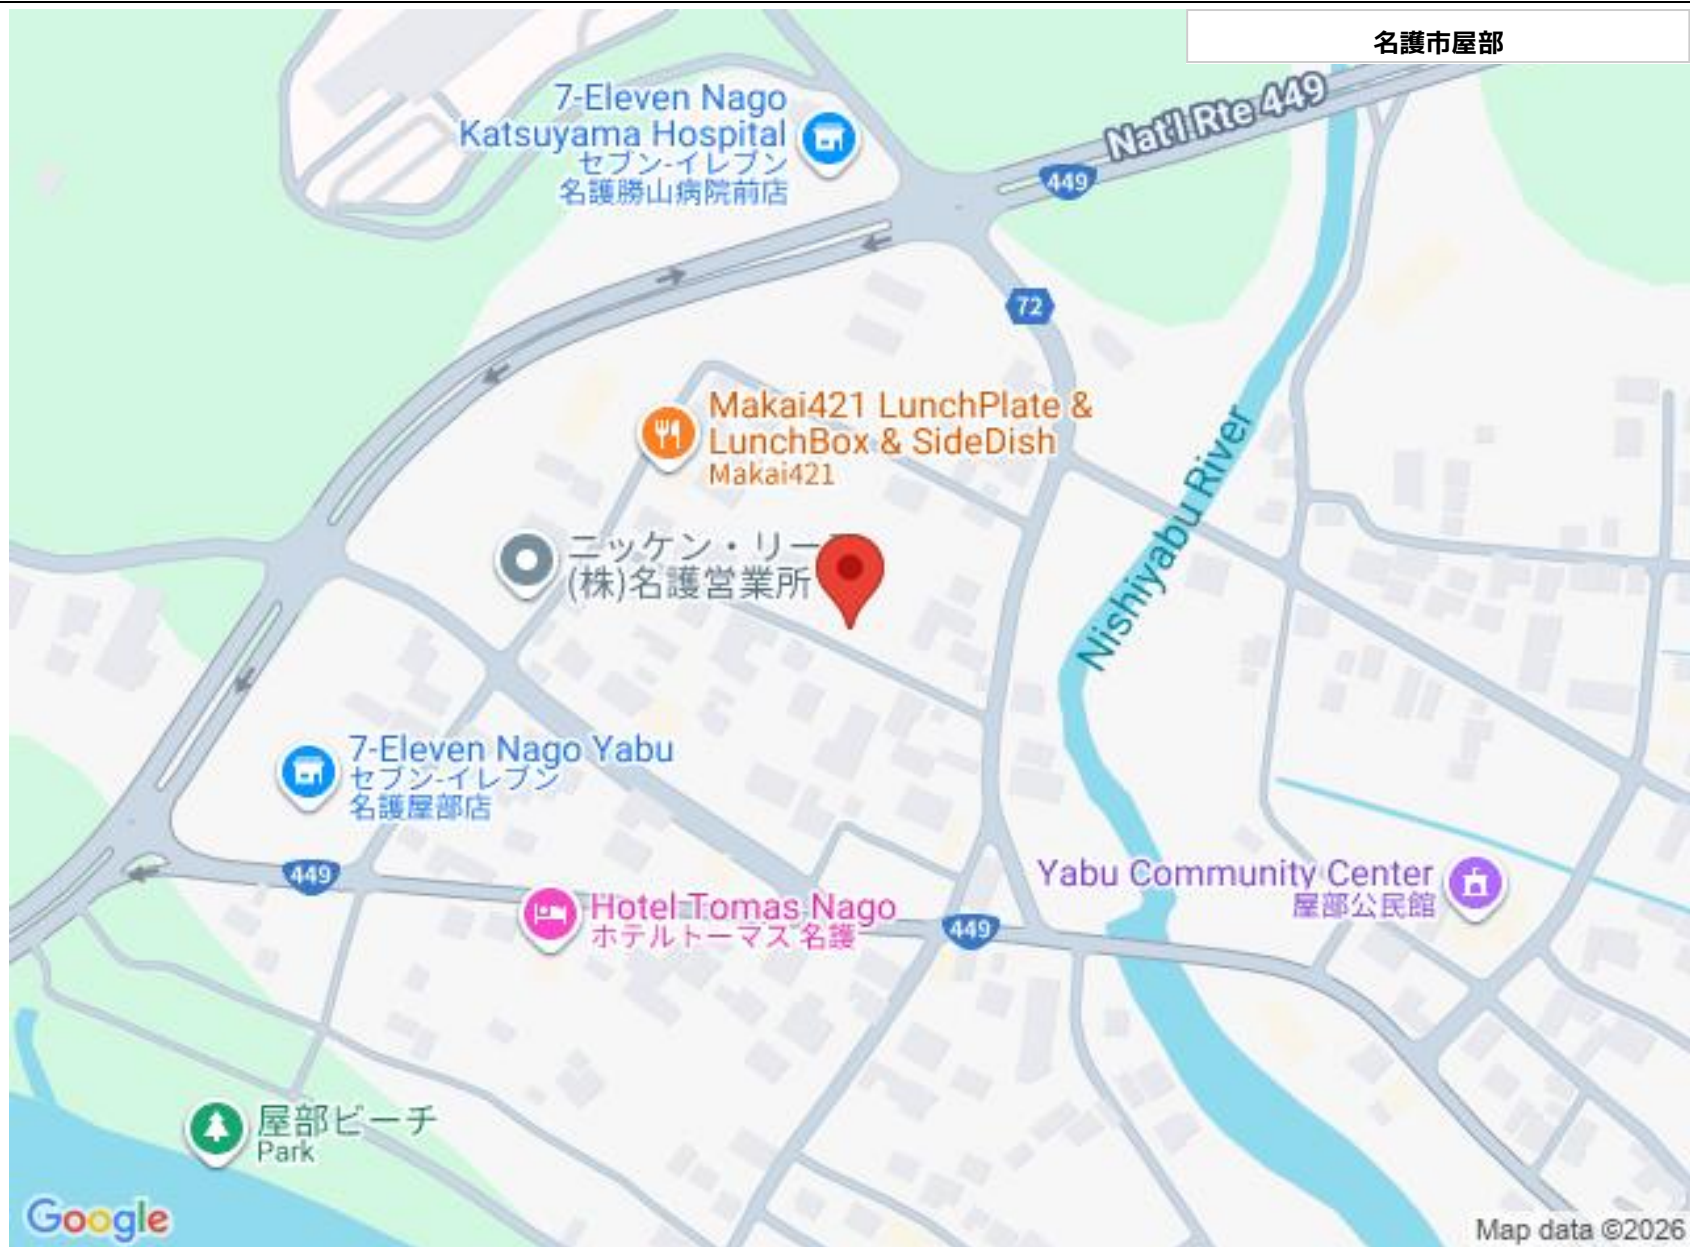 名護市屋部
7-Eleven Nago
Katsuyama Hospital
セブン-イレブン
名護勝山病院前店
Nat'l Rte 449
449
72
Makai421 LunchPlate &
LunchBox & SideDish
Makai421
ニッケン・リー
(株)名護営業所
Nishiyabu River
7-Eleven Nago Yabu
セブン-イレブン
名護屋部店
449
Yabu Community Center
屋部公民館
Hotel Tomas Nago
ホテルトーマス 名護
449
屋部ビーチ
Park
Google
Map data ©2026